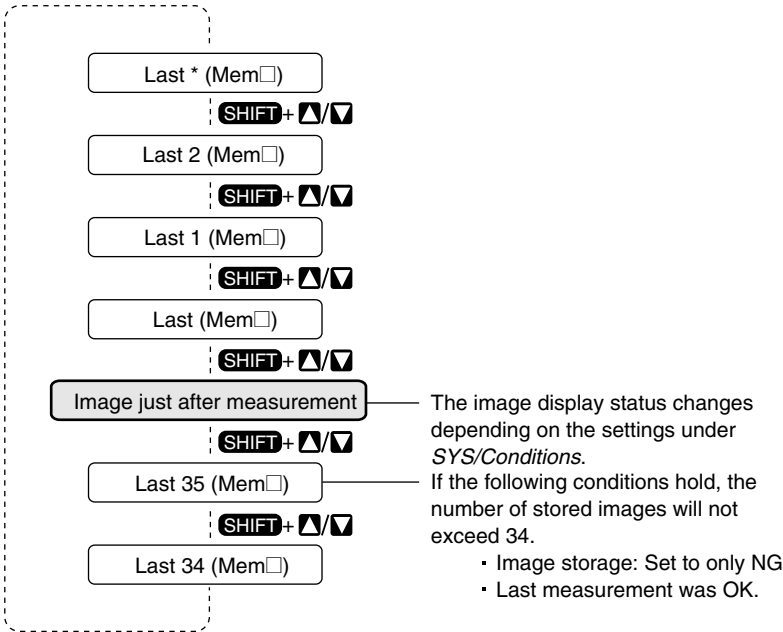 Last * (Mem□)
SHIFT+ ▲/▼
Last 2 (Mem□)
SHIFT+ ▲/▼
Last 1 (Mem□)
SHIFT+ ▲/▼
Last (Mem□)
SHIFT+ ▲/▼
Image just after measurement
The image display status changes
depending on the settings under
SYS/Conditions.
SHIFT+ ▲/▼
Last 35 (Mem□)
If the following conditions hold, the
number of stored images will not
exceed 34.
· Image storage: Set to only NG
· Last measurement was OK.
SHIFT+ ▲/▼
Last 34 (Mem□)